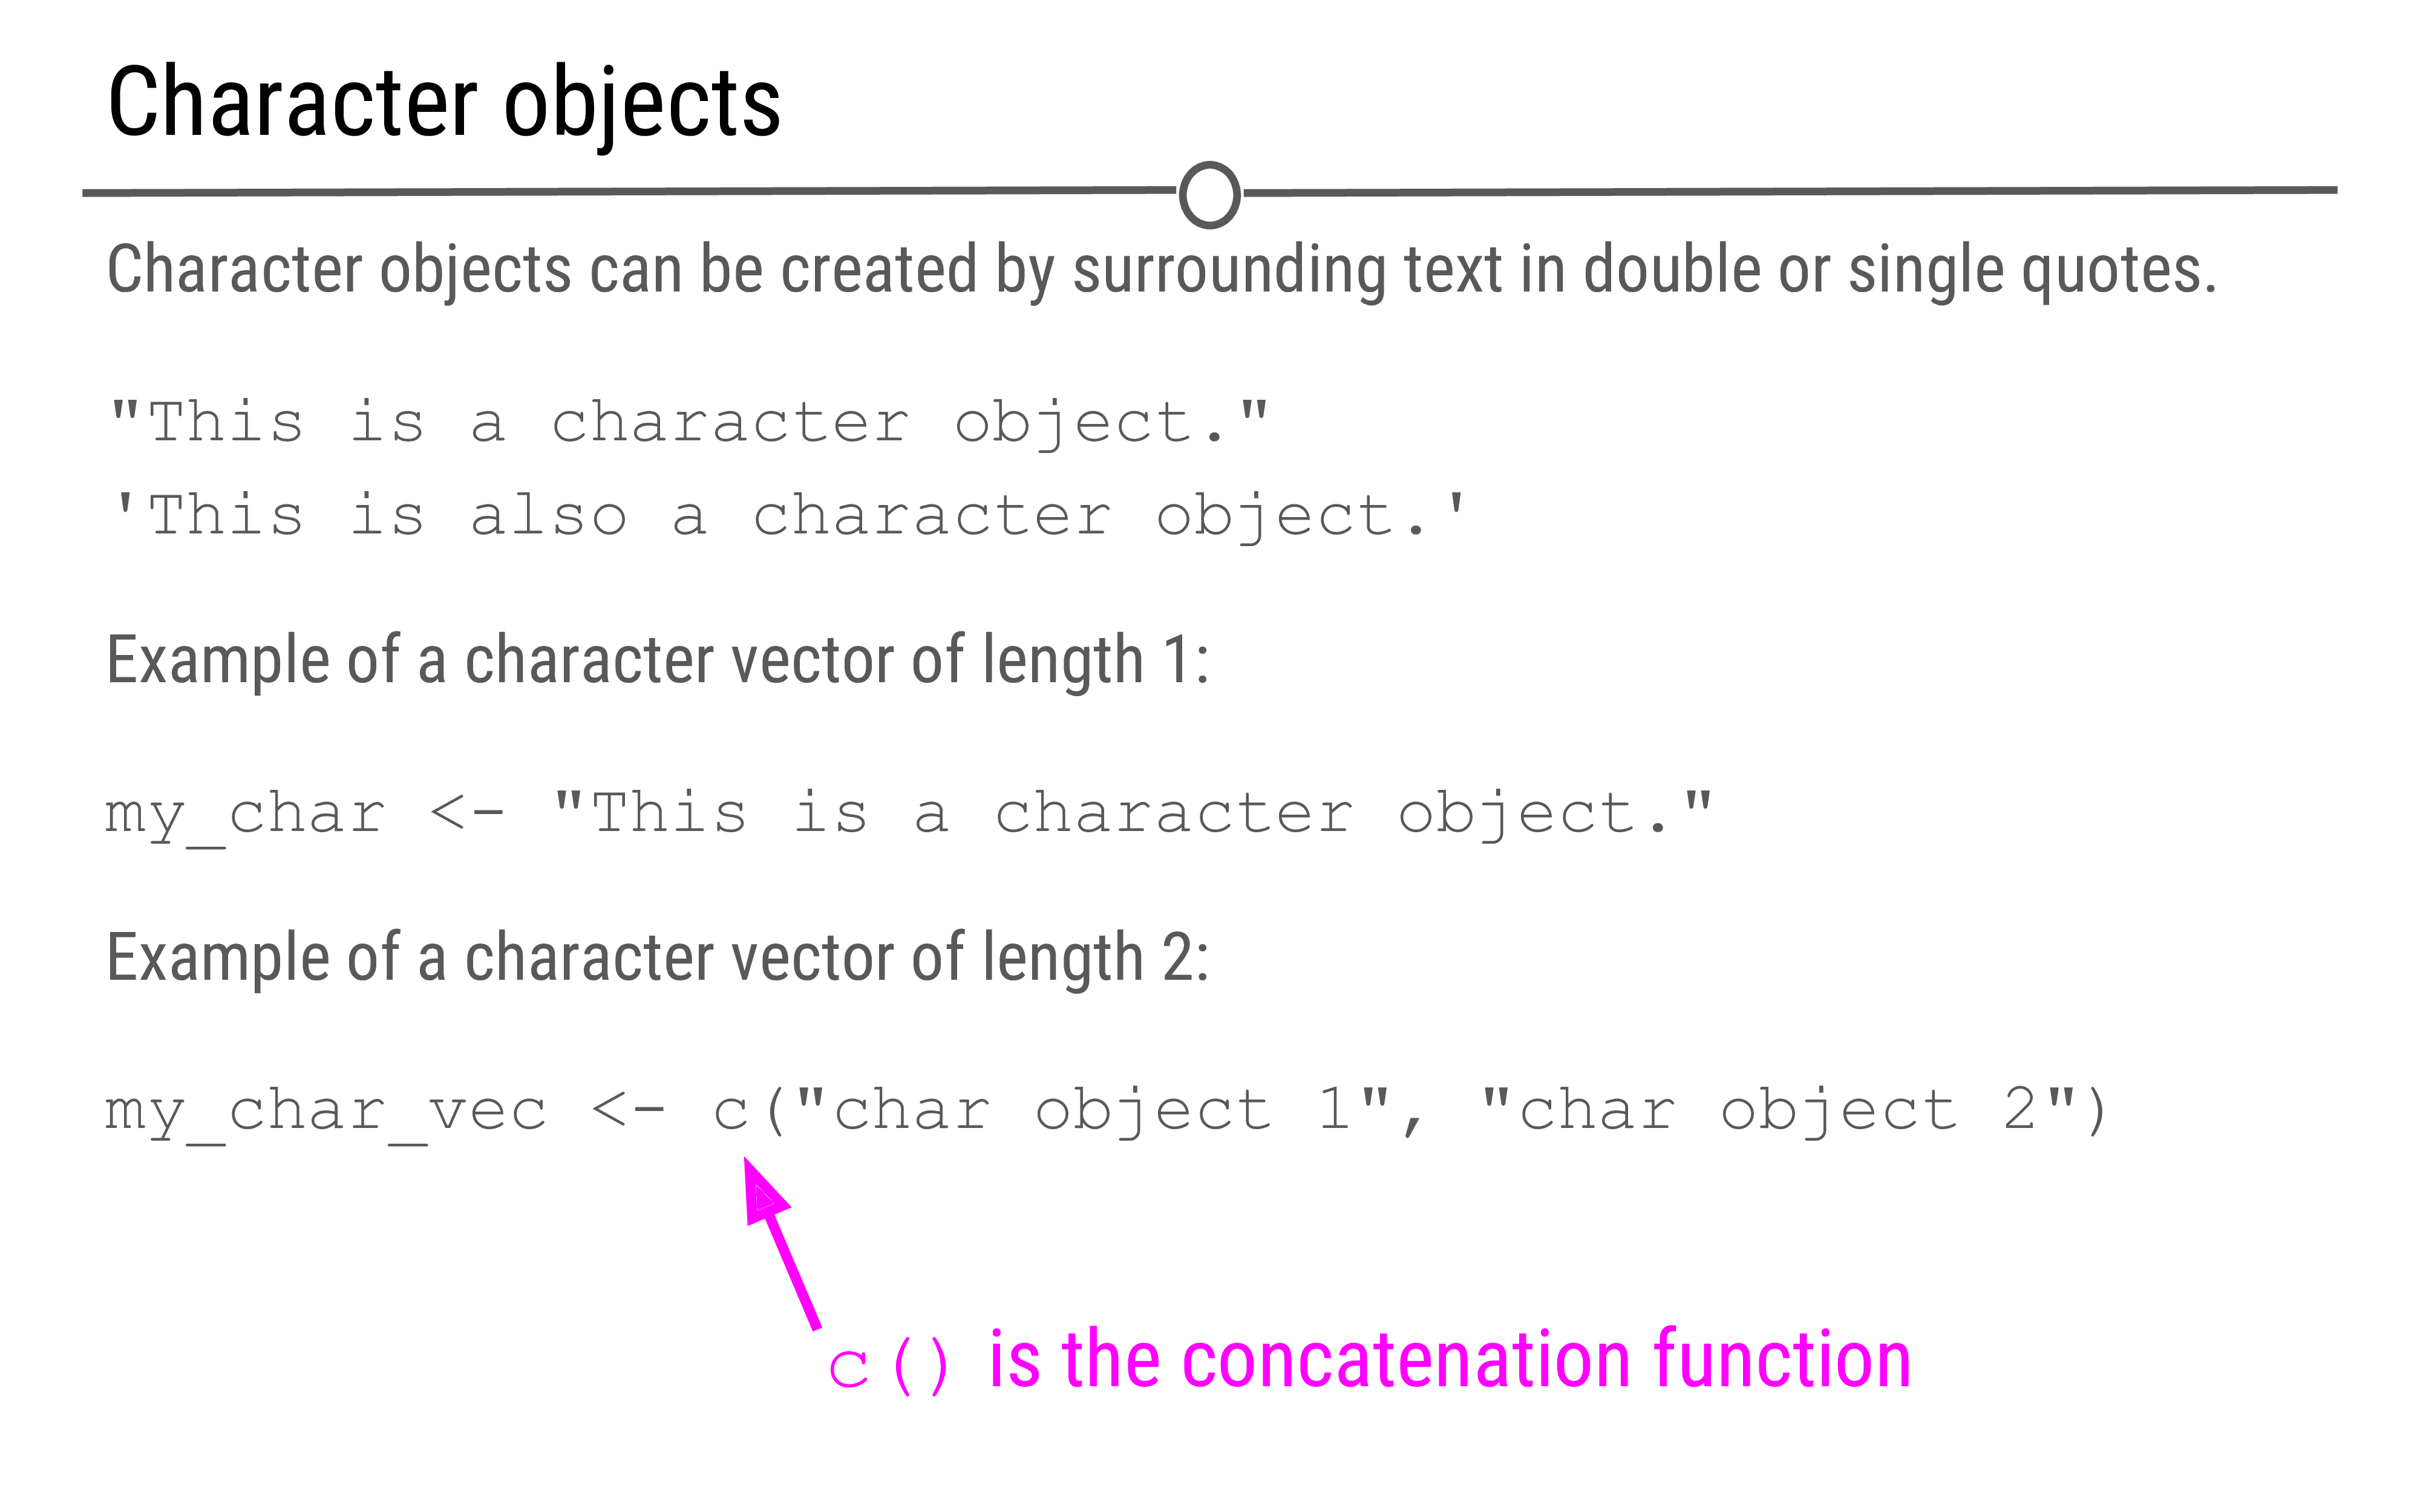 Character objects
Character objects can be created by surrounding text in double or single quotes.
"This is a character object."
'This is also a character object.'
Example of a character vector of length 1:
my_char <- "This is a character object."
Example of a character vector of length 2:
my_char_vec <- c("char object 1", "char object 2")
c() is the concatenation function